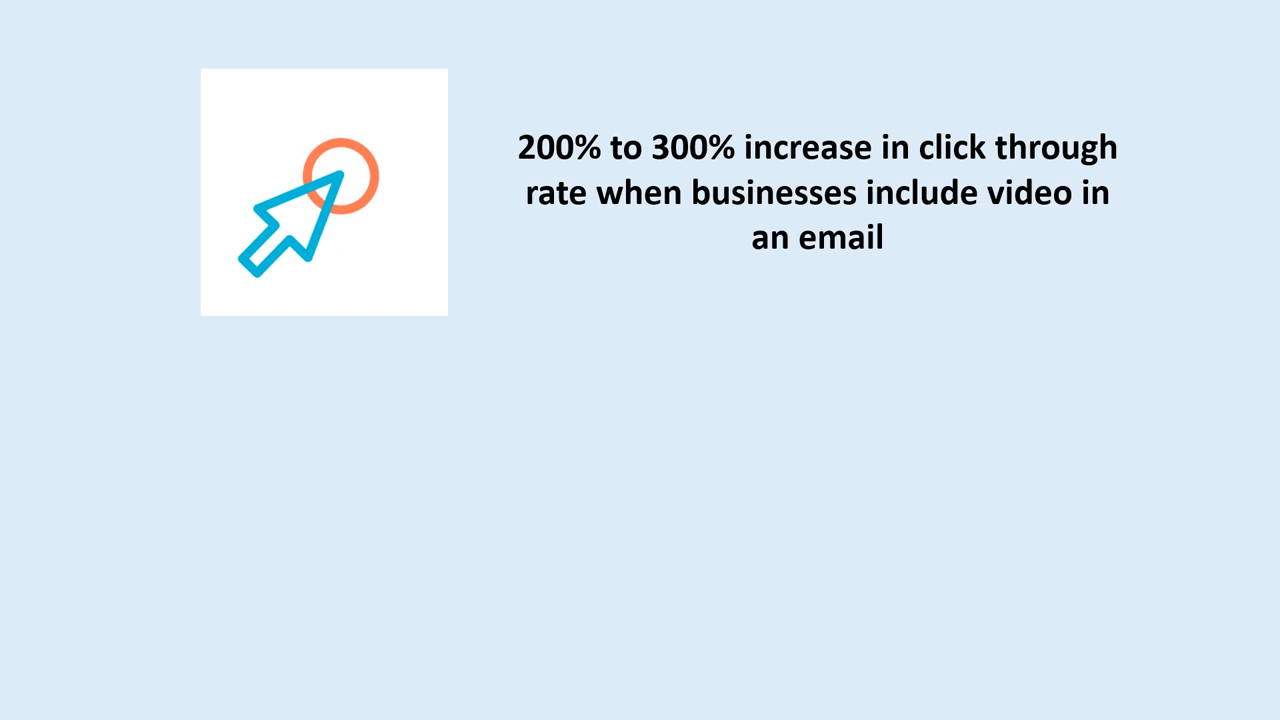 200% to 300% increase in click through
rate when businesses include video in
an email